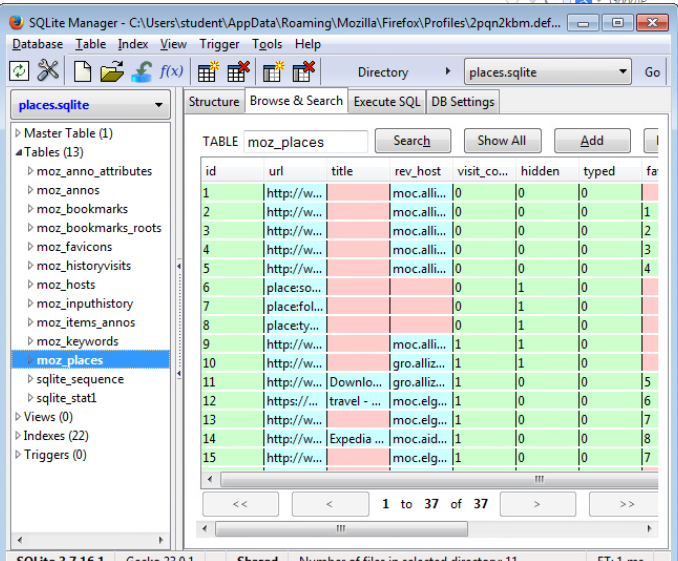 SQLite Manager - C:\Users\student\AppData\Roaming\Mozilla\Firefox\Profiles\2pqn2kbm.def...
Database Table Index View Trigger Tools Help
f(x) Directory places.sqlite Go
places.sqlite
Structure Browse & Search Execute SQL DB Settings
Master Table (1)
Tables (13)
moz_anno_attributes
moz_annos
moz_bookmarks
moz_bookmarks_roots
moz_favicons
moz_historyvisits
moz_hosts
moz_inputhistory
moz_items_annos
moz_keywords
moz_places
sqlite_sequence
sqlite_stat1
Views (0)
Indexes (22)
Triggers (0)
TABLE moz_places Search Show All Add
id url title rev_host visit_co... hidden typed fa
1 http://w... moc.alli... 0 0 0
2 http://w... moc.alli... 0 0 0 1
3 http://w... moc.alli... 0 0 0 2
4 http://w... moc.alli... 0 0 0 3
5 http://w... moc.alli... 0 0 0 4
6 place:so... 0 1 0
7 place:fol... 0 1 0
8 place:ty... 0 1 0
9 http://w... moc.alli... 1 1 0
10 http://w... gro.alliz... 1 1 0
11 http://w... Downlo... gro.alliz... 1 0 0 5
12 https://... travel - ... moc.elg... 1 0 0 6
13 http://w... moc.elg... 1 0 0 7
14 http://w... Expedia ... moc.aid... 1 0 0 8
15 http://w... moc.elg... 1 0 0 7
<< < 1 to 37 of 37 > >>
SQLite 3.7.16.1 Gecko 23.0.1 Shared Number of files in selected directory: 11 ET: 1 ms